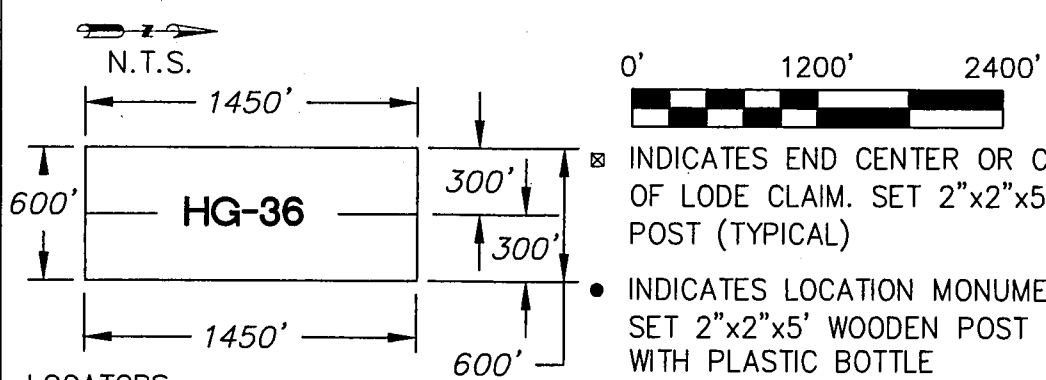 Z
N.T.S.
1450'
600'
HG-36
300'
300'
1450'
600'
LOCATORS
0' 1200' 2400'
INDICATES END CENTER OR
OF LODE CLAIM. SET 2"x2"x5
POST (TYPICAL)
INDICATES LOCATION
SET 2"x2"x5' WOODEN POST
WITH PLASTIC BOTTLE